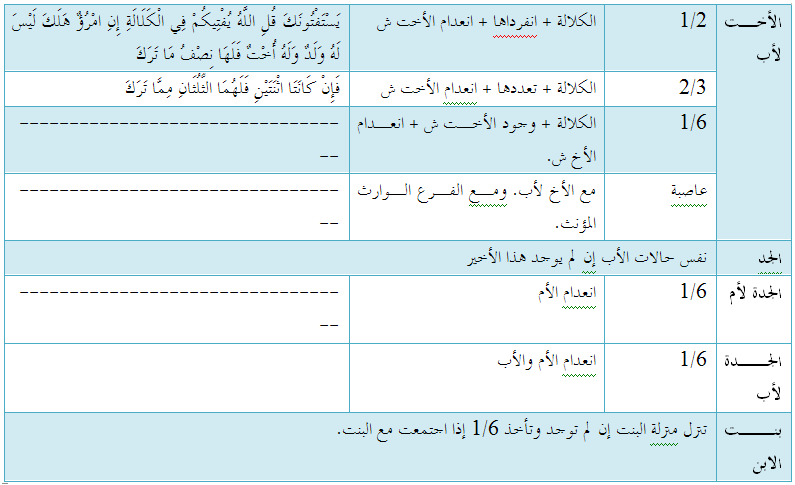 الأخت 1/2 الكلالة + انفرداها + انعدام الأخت ش يَسْتَفْتُونَكَ قُلِ اللَّهُ يُفْتِيكُمْ فِي الْكَلَالَةِ إِنِ امْرُؤٌ هَلَكَ لَيْسَ
لأب لَهُ وَلَدٌ وَلَهُ أُخْتٌ فَلَهَا نِصْفُ مَا تَرَكَ
2/3 الكلالة + تعددها + انعدام الأخت ش فَإِنْ كَانَتَا اثْنَتَيْنِ فَلَهُمَا الثُّلُثَانِ مِمَّا تَرَكَ
1/6 الكلالة + وجود الأخت ش + انعدام --------------------------------
الأخ ش. --
عاصبة مع الأخ لأب. ومع الفرع الوارث --------------------------------
المؤنث. --
الجد نفس حالات الأب إن لم يوجد هذا الأخير
الجدة لأم 1/6 انعدام الأم --------------------------------
--
الجدة 1/6 انعدام الأم والأب
لأب
بنت تنزل منزلة البنت إن لم توجد وتأخذ 1/6 إذا اجتمعت مع البنت.
الابن